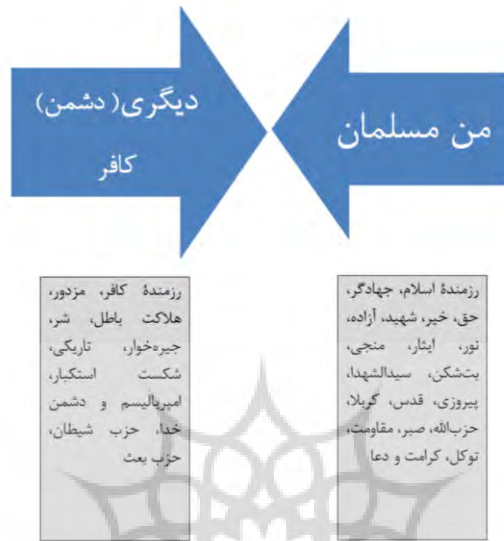 من مسلمان
دیگری( دشمن)
کافر
رزمندۀ اسلام، جهادگر،
حق، خیر، شهید، آزاده،
نور، ایثار، منجی،
بت‌شکن، سیدالشهدا،
پیروزی، قدس، کربلا،
حزب‌الله، صبر، مقاومت،
توکل، کرامت و دعا
رزمندۀ کافر، مزدور،
هلاکت باطل، شر،
جیره‌خوار، تاریکی،
شکست استکبار،
امپریالیسم و دشمن
خدا، حزب شیطان،
حزب بعث